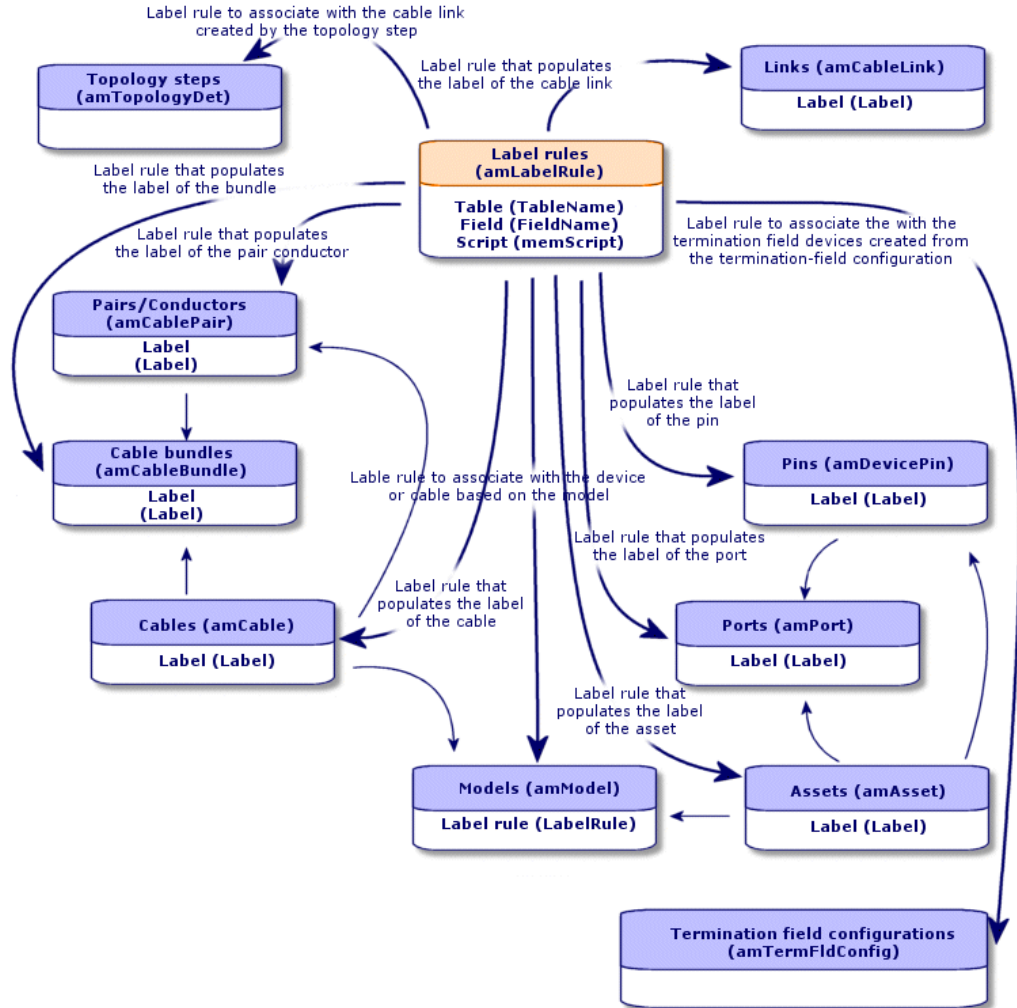 Label rule to associate with the cable link
created by the topology step
Label rule that populates
the label of the cable link
Topology steps
(amTopologyDet)
Links (amCableLink)
Label (Label)
Label rules
(amLabelRule)
Table (TableName)
Field (FieldName)
Script (memScript)
Label rule that populates
the label of the bundle
Label rule that populates
the label of the pair conductor
Label rule to associate the with the
termination field devices created from
the termination-field configuration
Pairs/Conductors
(amCablePair)
Label
(Label)
Label rule that
populates the label
of the pin
Cable bundles
(amCableBundle)
Label
(Label)
Lable rule to associate with the device
or cable based on the model
Pins (amDevicePin)
Label (Label)
Label rule that populates
the label of the port
Label rule that
populates the label
of the cable
Cables (amCable)
Label (Label)
Ports (amPort)
Label (Label)
Label rule that
populates the label
of the asset
Models (amModel)
Label rule (LabelRule)
Assets (amAsset)
Label (Label)
Termination field configurations
(amTermFldConfig)